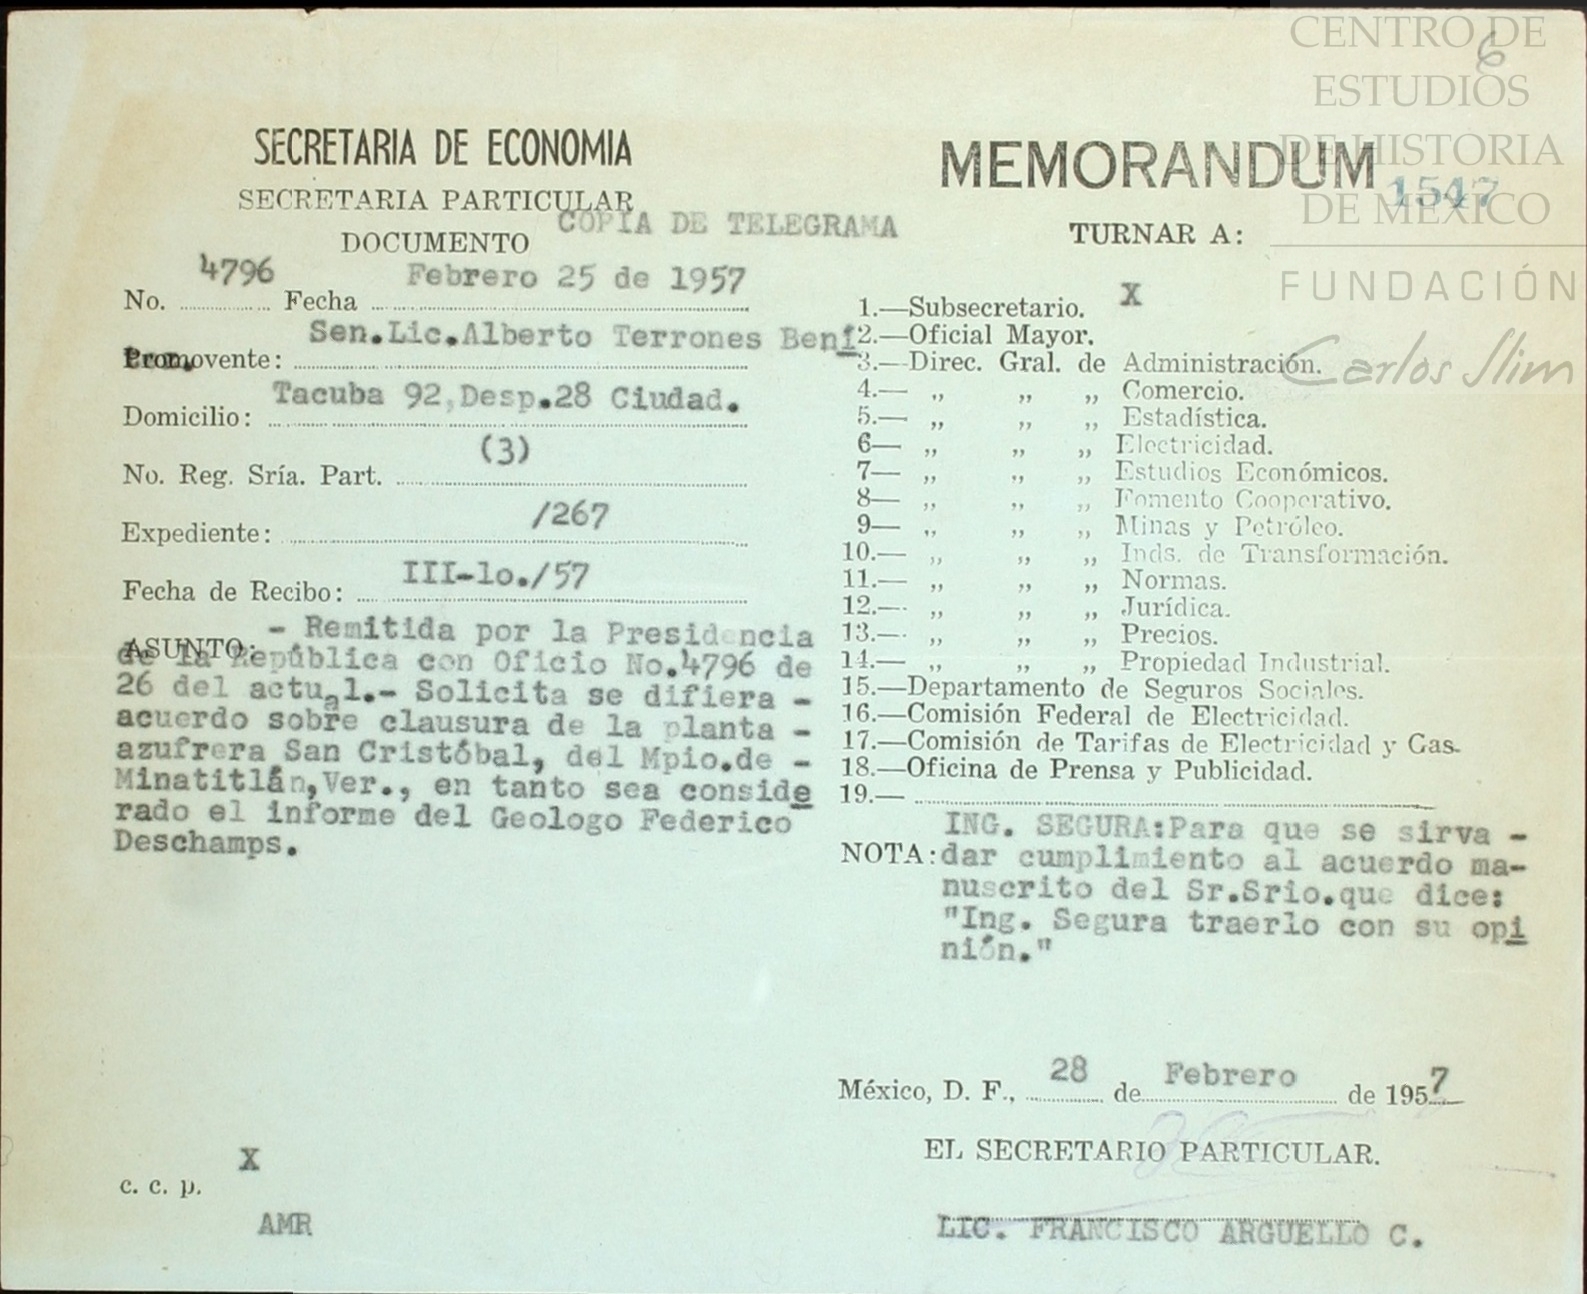 CENTRO DE
ESTUDIOS
DE HISTORIA
DE MÉXICO
FUNDACIÓN
Carlos Slim
6
SECRETARIA DE ECONOMIA
SECRETARIA PARTICULAR
DOCUMENTO COPIA DE TELEGRAMA
No. 4796 Fecha Febrero 25 de 1957
Sen.Lic.Alberto Terrones Bení
Promovente:
Domicilio: Tacuba 92,Desp.28 Ciudad.
No. Reg. Sría. Part. (3)
Expediente: /267
Fecha de Recibo: III-1o./57
ASUNTO: - Remitida por la Presidencia
de la República con Oficio No.4796 de
26 del actual.- Solicita se difiera -
acuerdo sobre clausura de la planta -
azufrera San Cristóbal, del Mpio.de -
Minatitlán,Ver., en tanto sea conside
rado el informe del Geologo Federico
Deschamps.
c. c. p. X
AMR
MEMORANDUM
1547
TURNAR A:
1.—Subsecretario. X
2.—Oficial Mayor.
3.—Direc. Gral. de Administración.
4.— „ „ „ Comercio.
5.— „ „ „ Estadística.
6— „ „ „ Electricidad.
7— „ „ „ Estudios Económicos.
8— „ „ „ Fomento Cooperativo.
9— „ „ „ Minas y Petróleo.
10.— „ „ „ Inds. de Transformación.
11.— „ „ „ Normas.
12.— „ „ „ Jurídica.
13.— „ „ „ Precios.
14.— „ „ „ Propiedad Industrial.
15.—Departamento de Seguros Sociales.
16.—Comisión Federal de Electricidad.
17.—Comisión de Tarifas de Electricidad y Gas.
18.—Oficina de Prensa y Publicidad.
19.—
ING. SEGURA:Para que se sirva -
NOTA: dar cumplimiento al acuerdo ma-
nuscrito del Sr.Srio.que dice:
"Ing. Segura traerlo con su opi
nión."
México, D. F., 28 de Febrero de 1957
EL SECRETARIO PARTICULAR.
LIC. FRANCISCO ARGUELLO C.